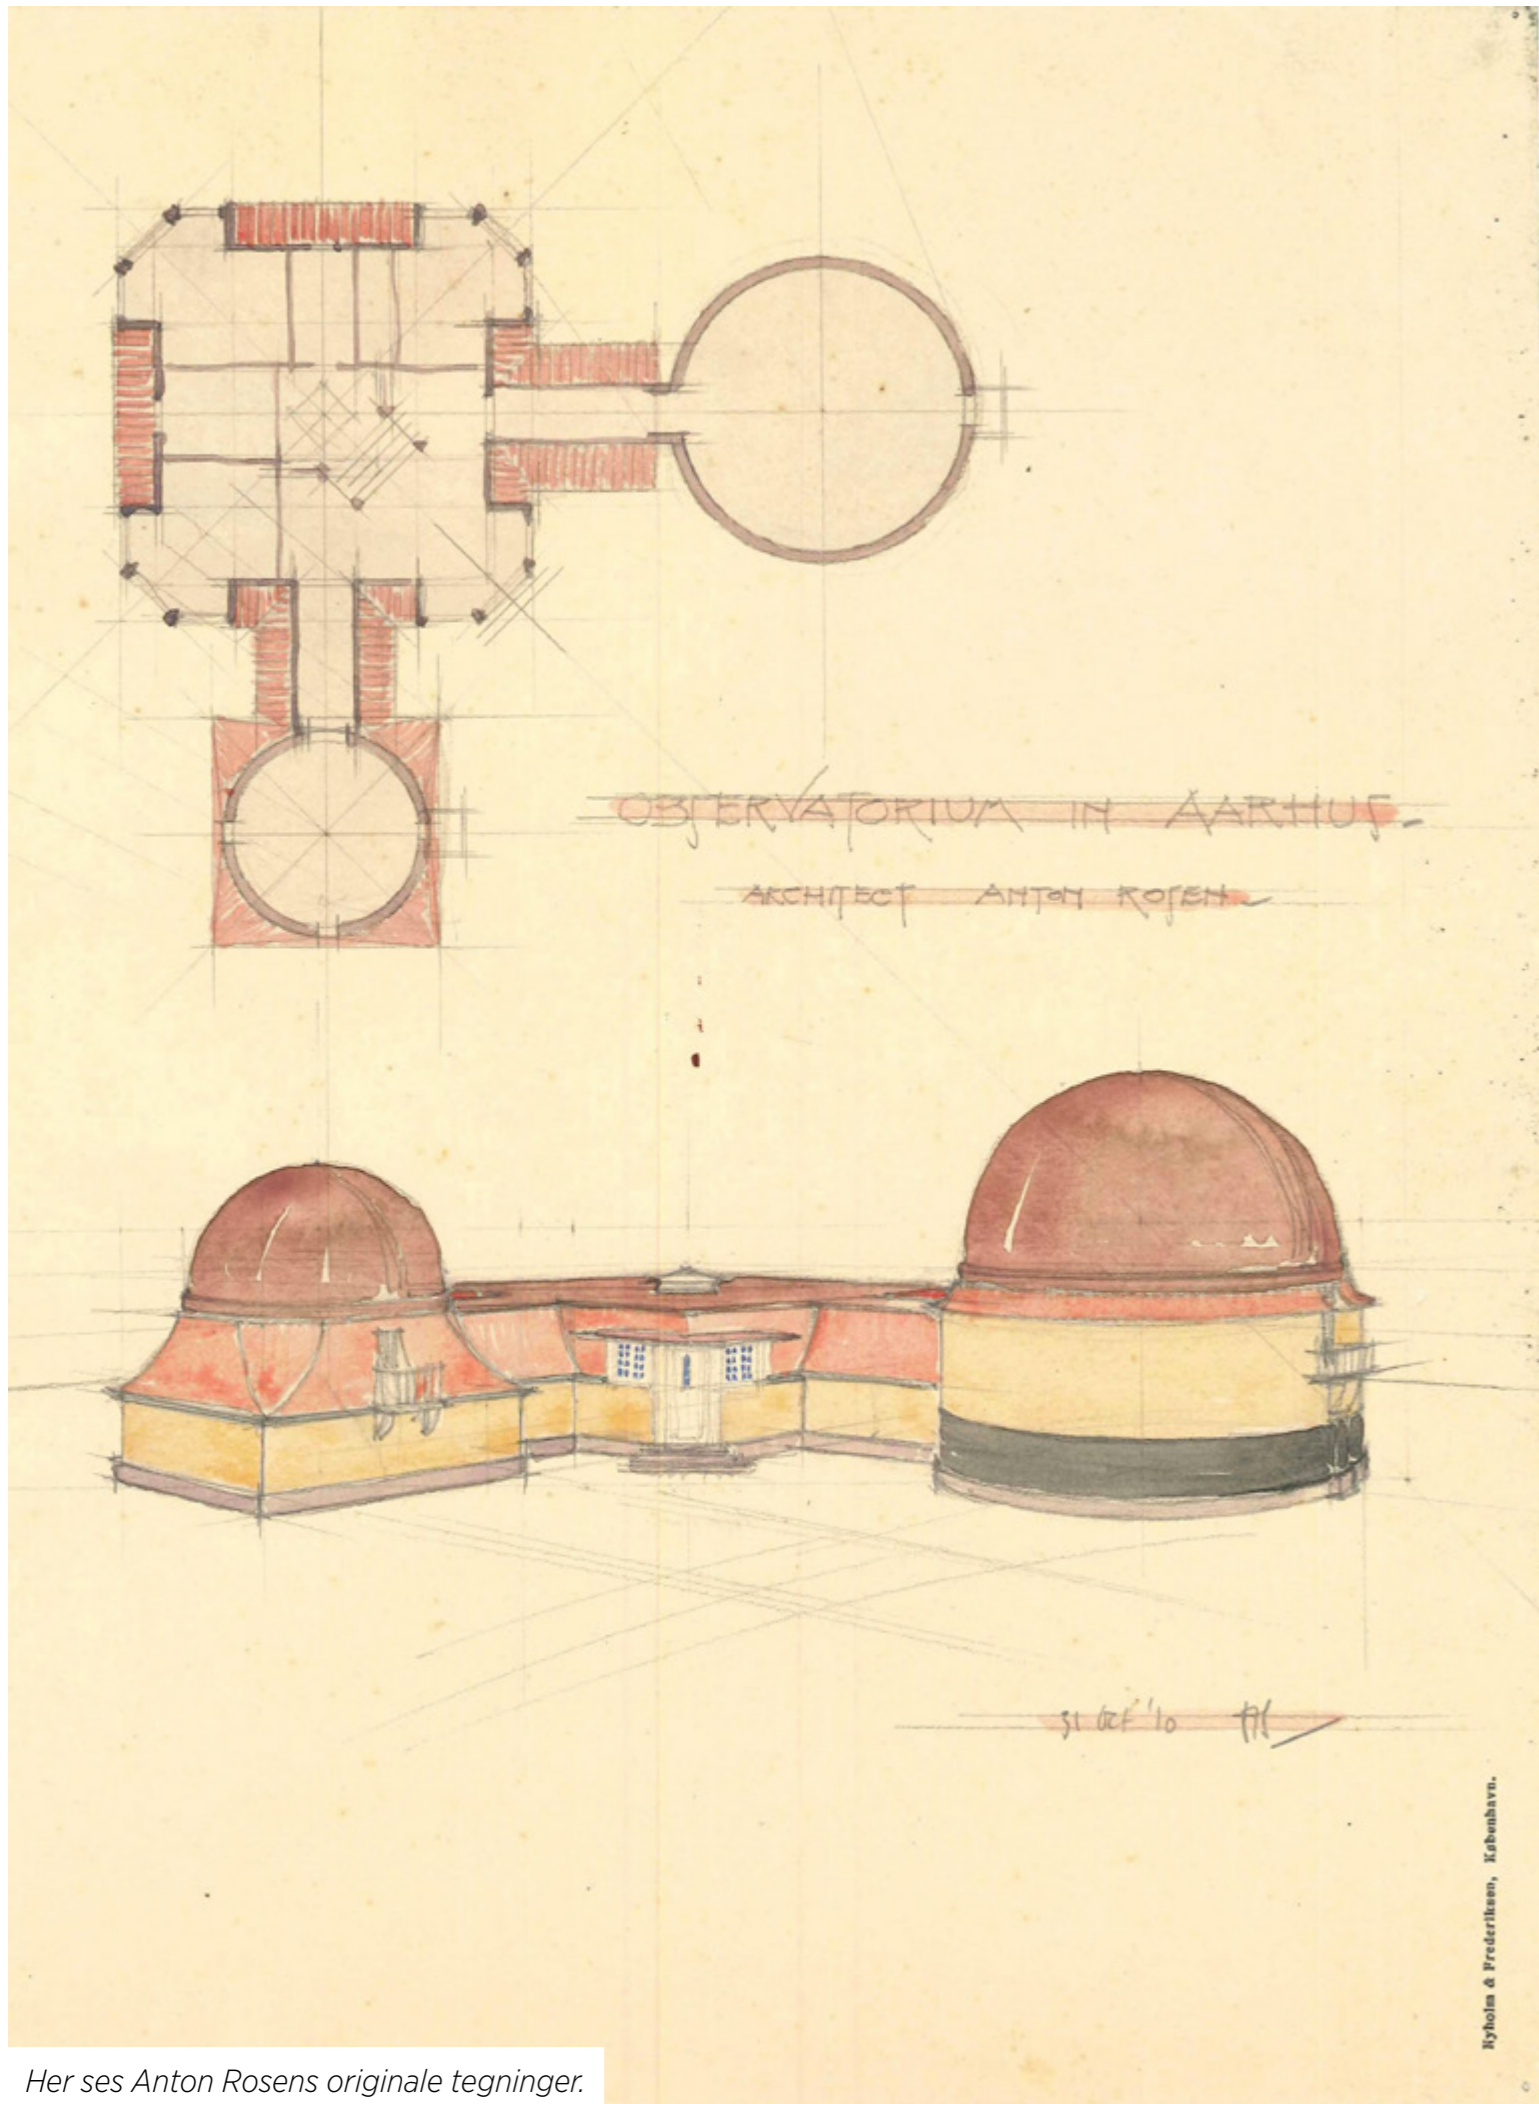 OBSERVATORIUM IN AARHUS.
ARCHITECT ANTON ROSEN
31 OCT '10
Nyholm & Frederiksen, København.
Her ses Anton Rosens originale tegninger.